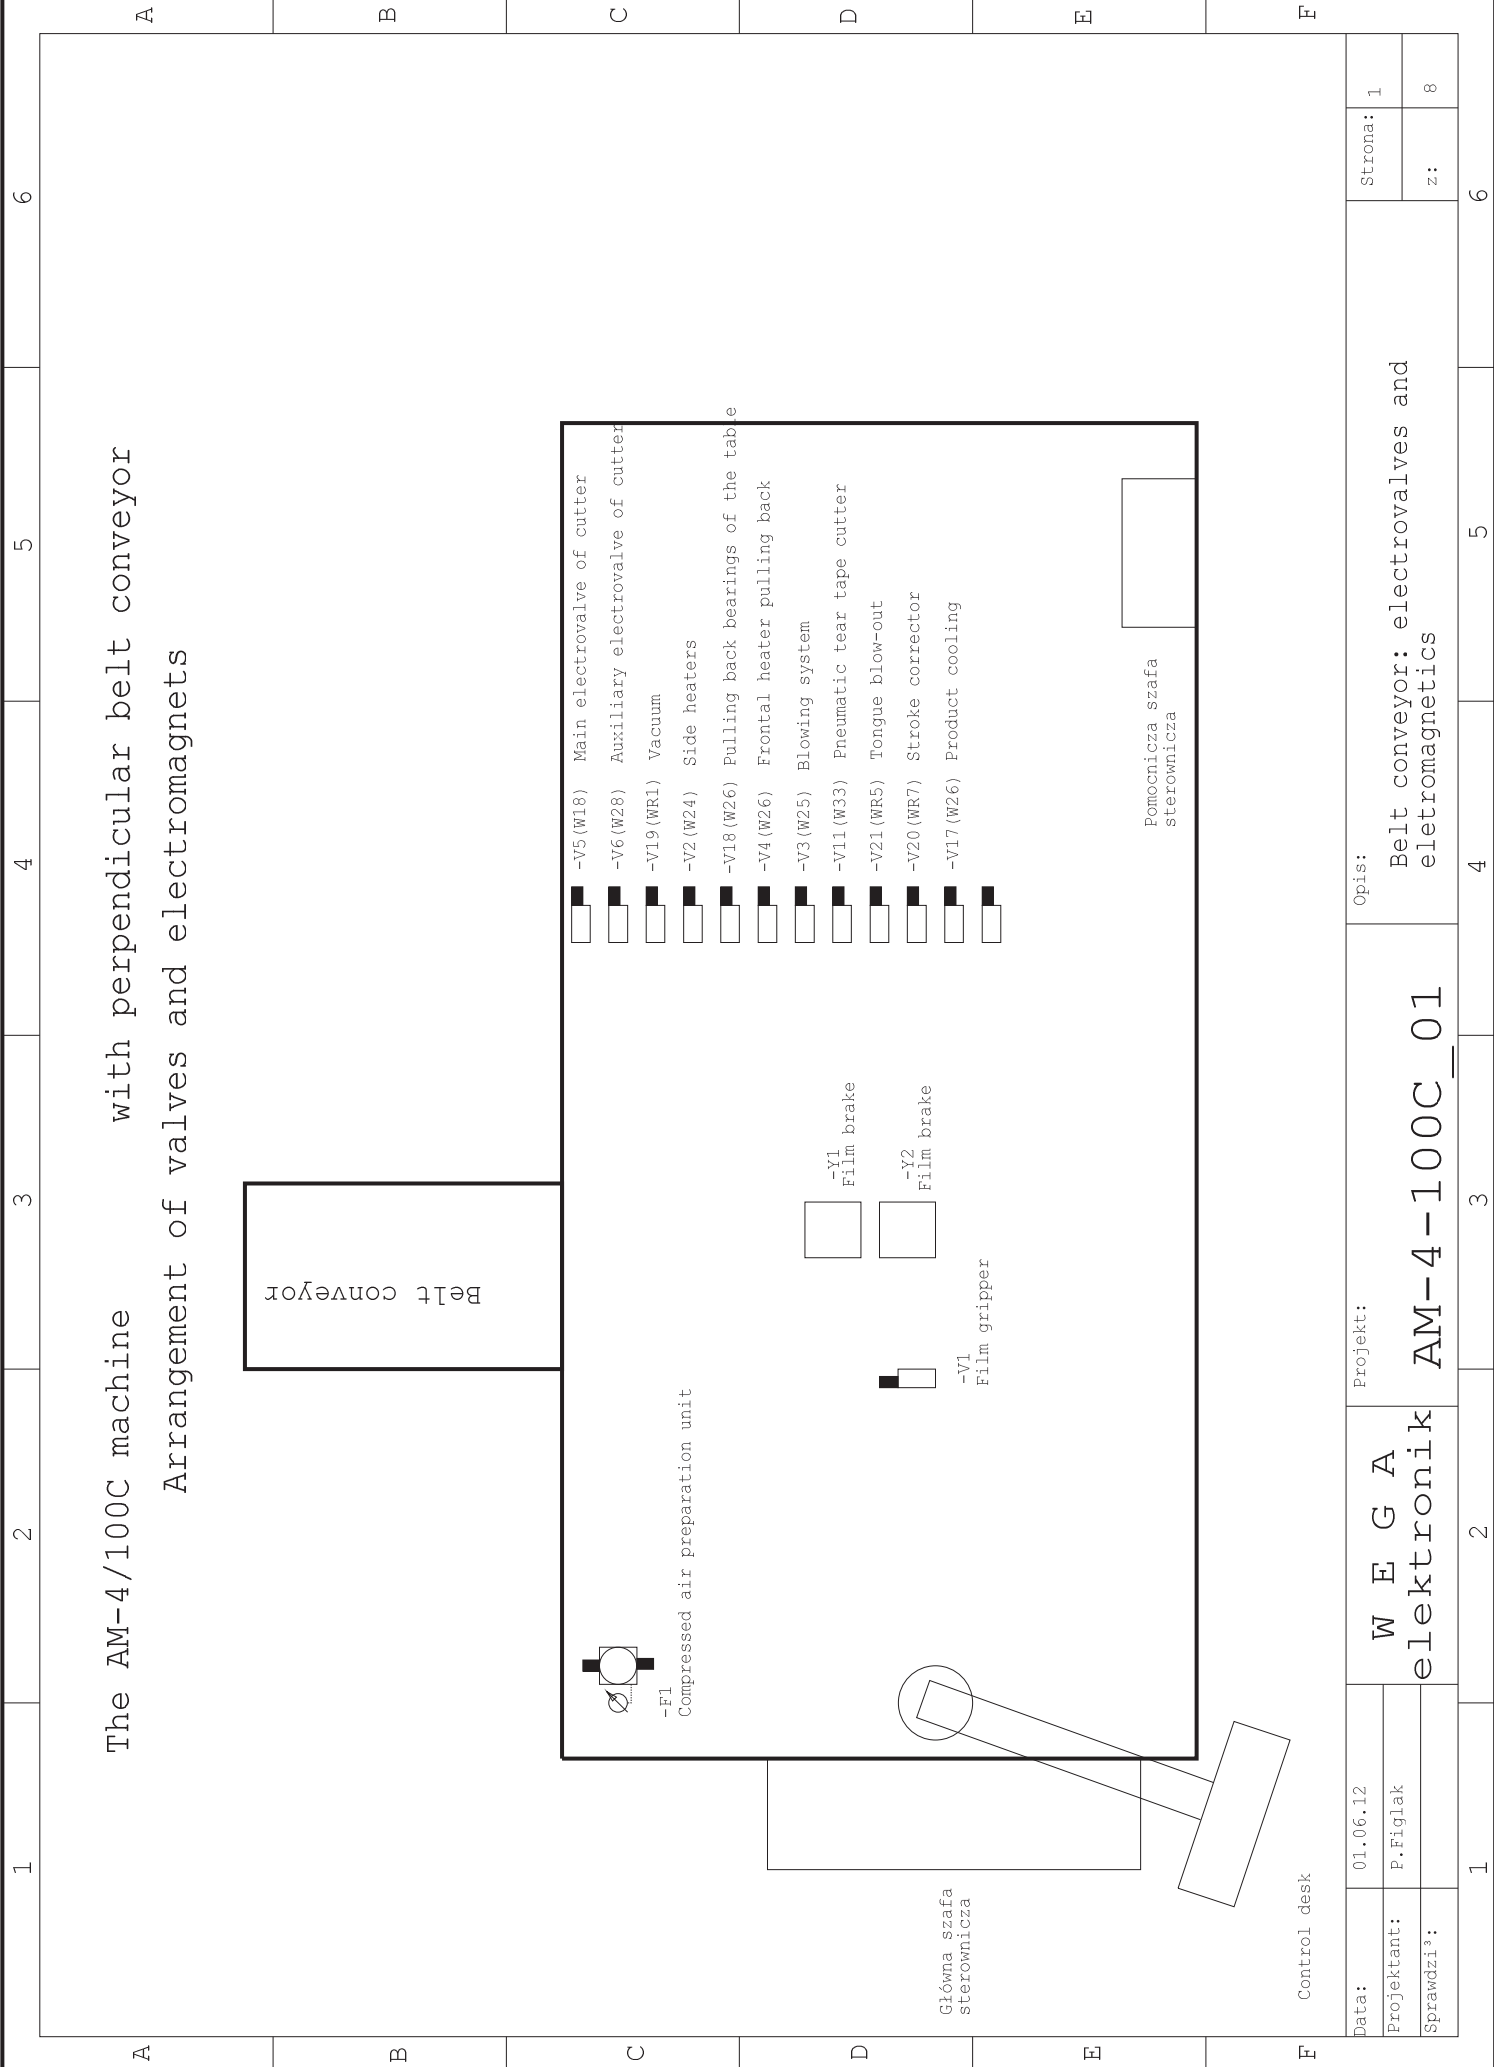 1 2 3 4 5 6
A A
The AM-4/100C machine with perpendicular belt conveyor
Arrangement of valves and electromagnets
B B
Belt conveyor
C C
-V5(W18) Main electrovalve of cutter
-V6(W28) Auxiliary electrovalve of cutter
-V19(WR1) Vacuum
-V2(W24) Side heaters
-V18(W26) Pulling back bearings of the table
-V4(W26) Frontal heater pulling back
-V3(W25) Blowing system
-V11(W33) Pneumatic tear tape cutter
-V21(WR5) Tongue blow-out
-V20(WR7) Stroke corrector
-V17(W26) Product cooling
-F1
Compressed air preparation unit
D D
-Y1
Film brake
-Y2
Film brake
-V1
Film gripper
Główna szafa
sterownicza
E E
Pomocnicza szafa
sterownicza
Control desk
F F
Data: 01.06.12
Projektant: P.Figlak
Sprawdzi³:
W E G A
elektronik
Projekt:
AM-4-100C_01
Opis:
Belt conveyor: electrovalves and
eletromagnetics
Strona: 1
z: 8
1 2 3 4 5 6